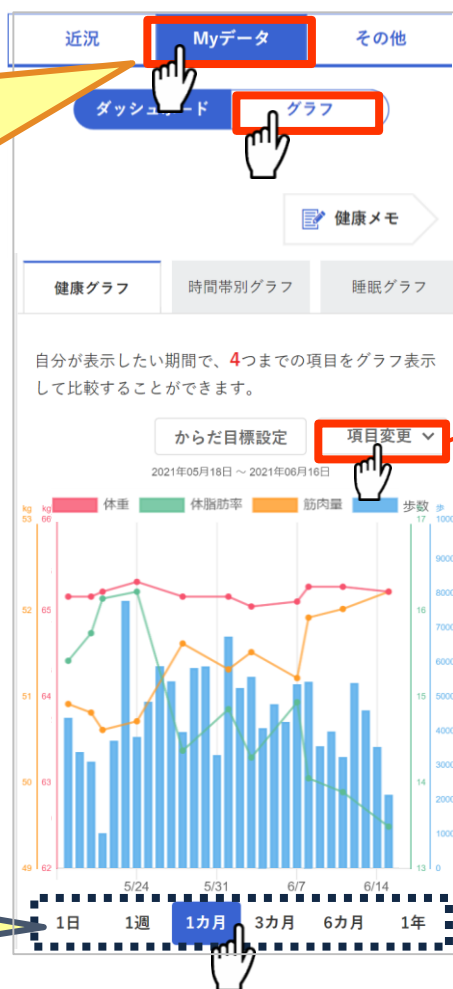 近況 Myデータ その他
ダッシュボード グラフ
健康メモ
健康グラフ 時間帯別グラフ 睡眠グラフ
自分が表示したい期間で、4つまでの項目をグラフ表示
して比較することができます。
からだ目標設定 項目変更
2021年05月18日 ～ 2021年06月16日
kg kg 体重 体脂肪率 筋肉量 歩数 歩
53 66 17 1000
9000
8000
7000
52 65 16
6000
51 64 15 5000
4000
3000
50 63 14
2000
1000
49 62 13 0
5/24 5/31 6/7 6/14
1日 1週 1カ月 3カ月 6カ月 1年